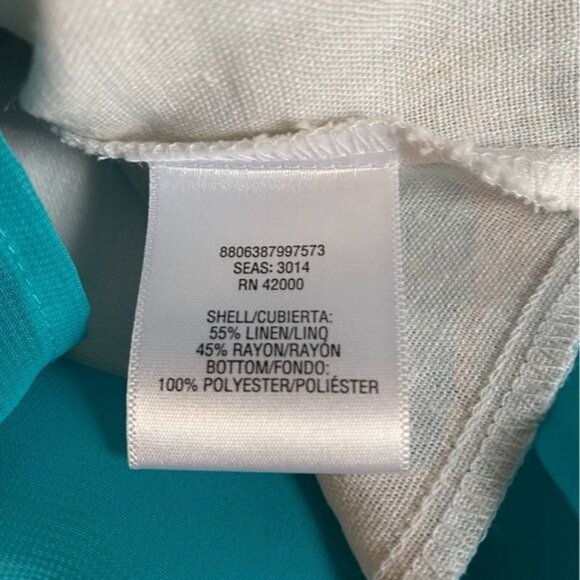 8806387997573
SEAS: 3014
RN 42000
SHELL/CUBIERTA:
55% LINEN/LINO
45% RAYON/RAYÓN
BOTTOM/FONDO:
100% POLYESTER/POLIÉSTER